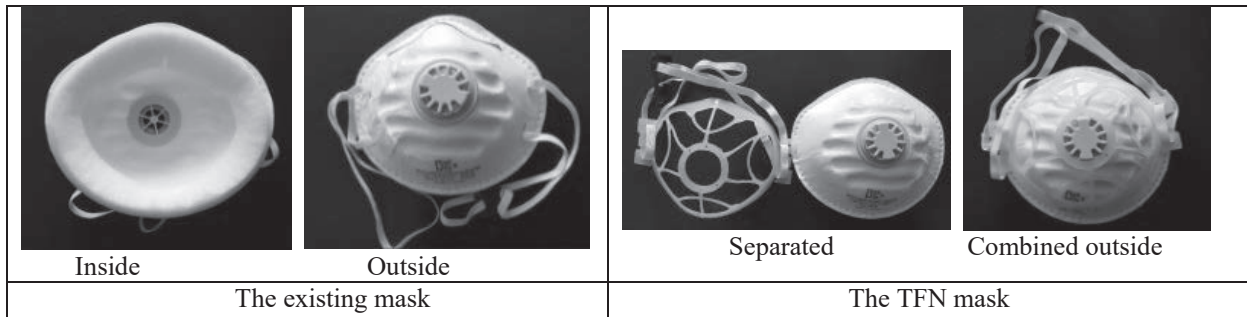 Inside
Outside
Separated
Combined outside
The existing mask
The TFN mask